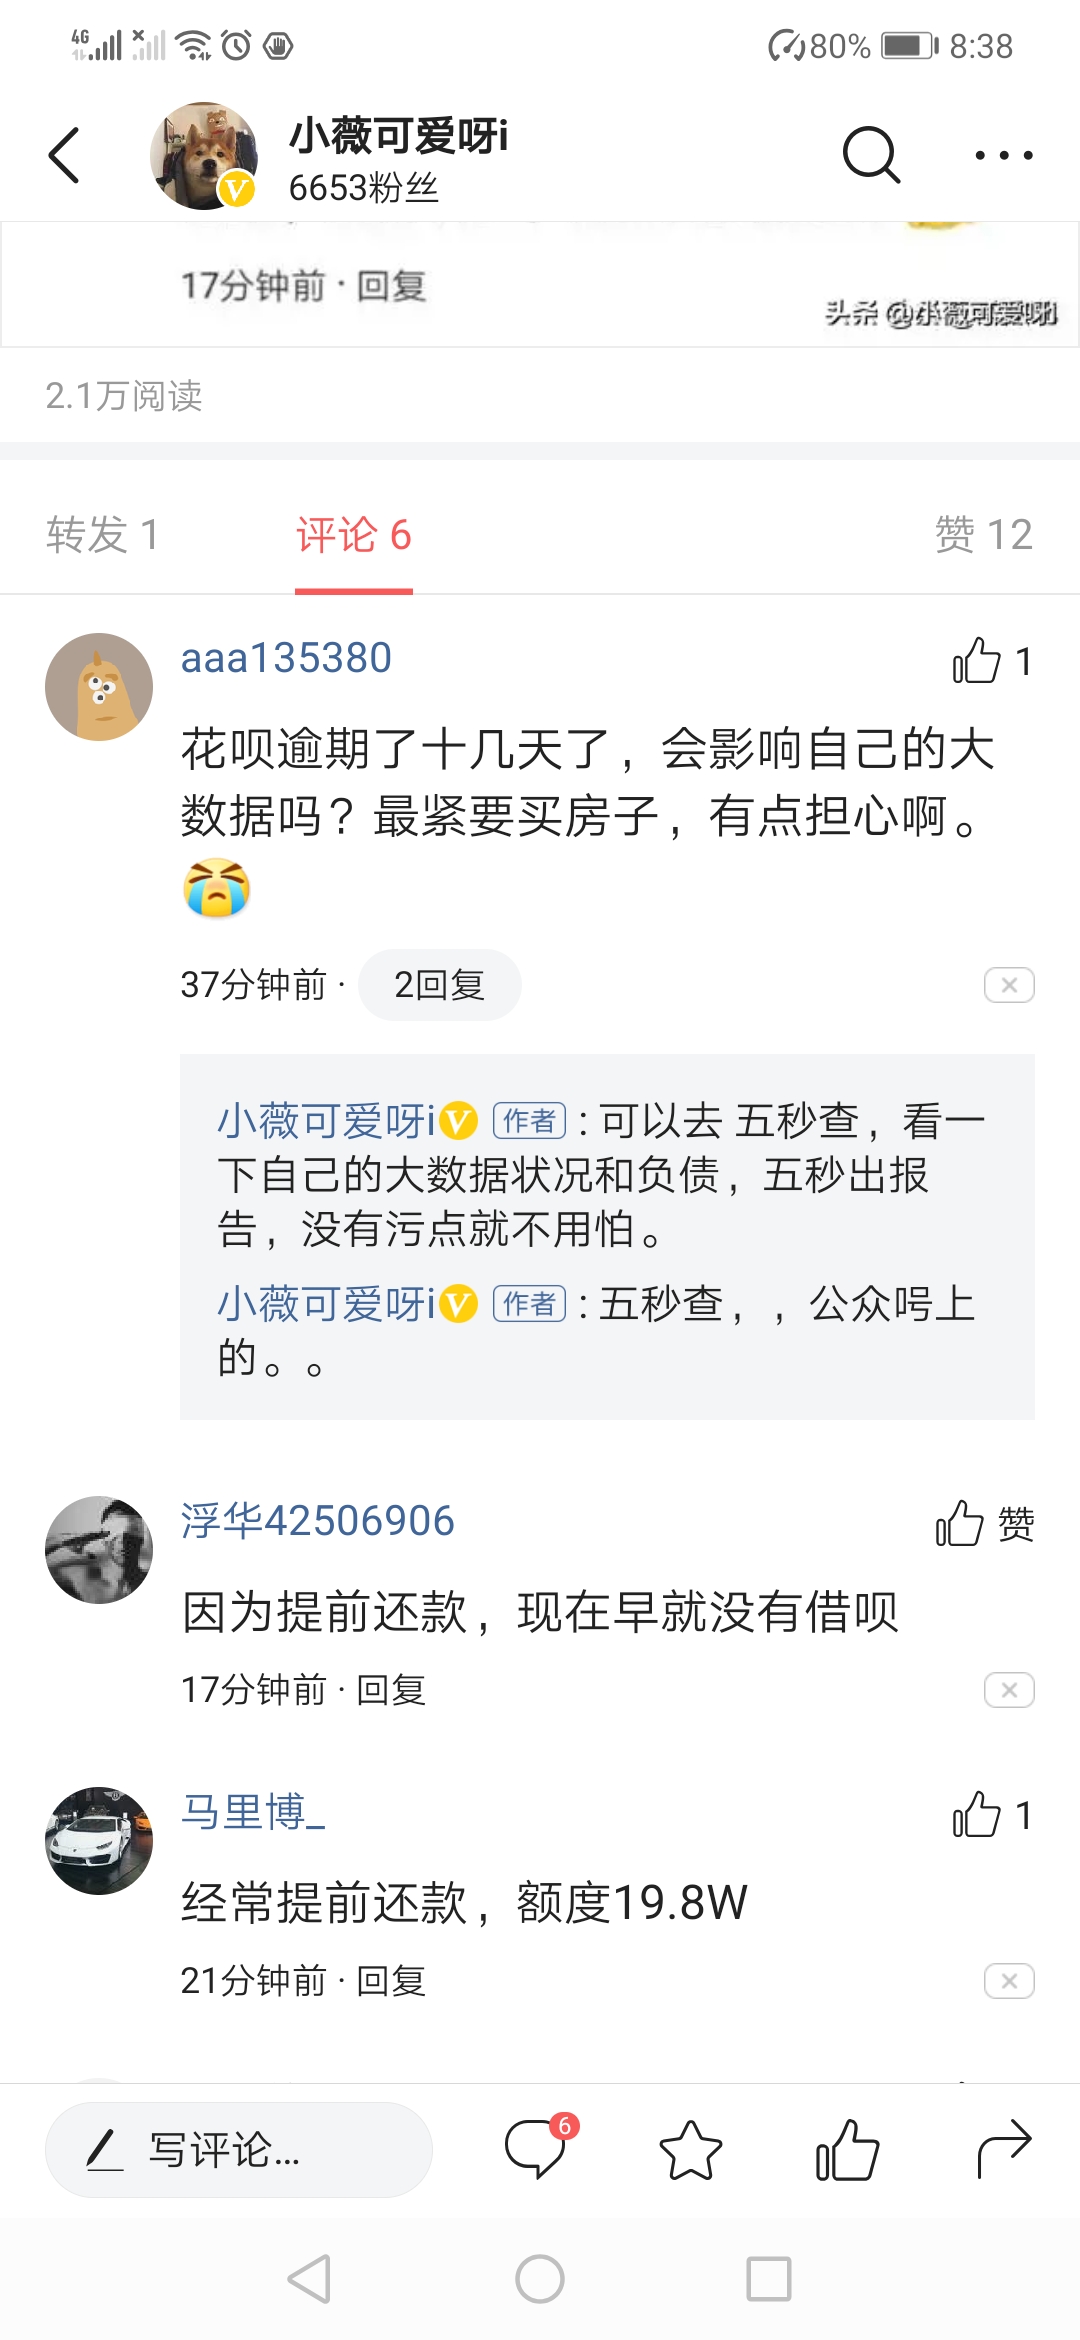 4G 80% 8:38
小薇可爱呀i
6653粉丝
17分钟前 · 回复
头条 @小薇可爱呀i
2.1万阅读
转发 1 评论 6 赞 12
aaa135380 1
花呗逾期了十几天了，会影响自己的大
数据吗？最紧要买房子，有点担心啊。
37分钟前 · 2回复
小薇可爱呀i 作者 : 可以去 五秒查，看一
下自己的大数据状况和负债，五秒出报
告，没有污点就不用怕。
小薇可爱呀i 作者 : 五秒查，，公众呺上
的。。
浮华42506906 赞
因为提前还款，现在早就没有借呗
17分钟前 · 回复
马里博_ 1
经常提前还款，额度19.8W
21分钟前 · 回复
写评论... 6